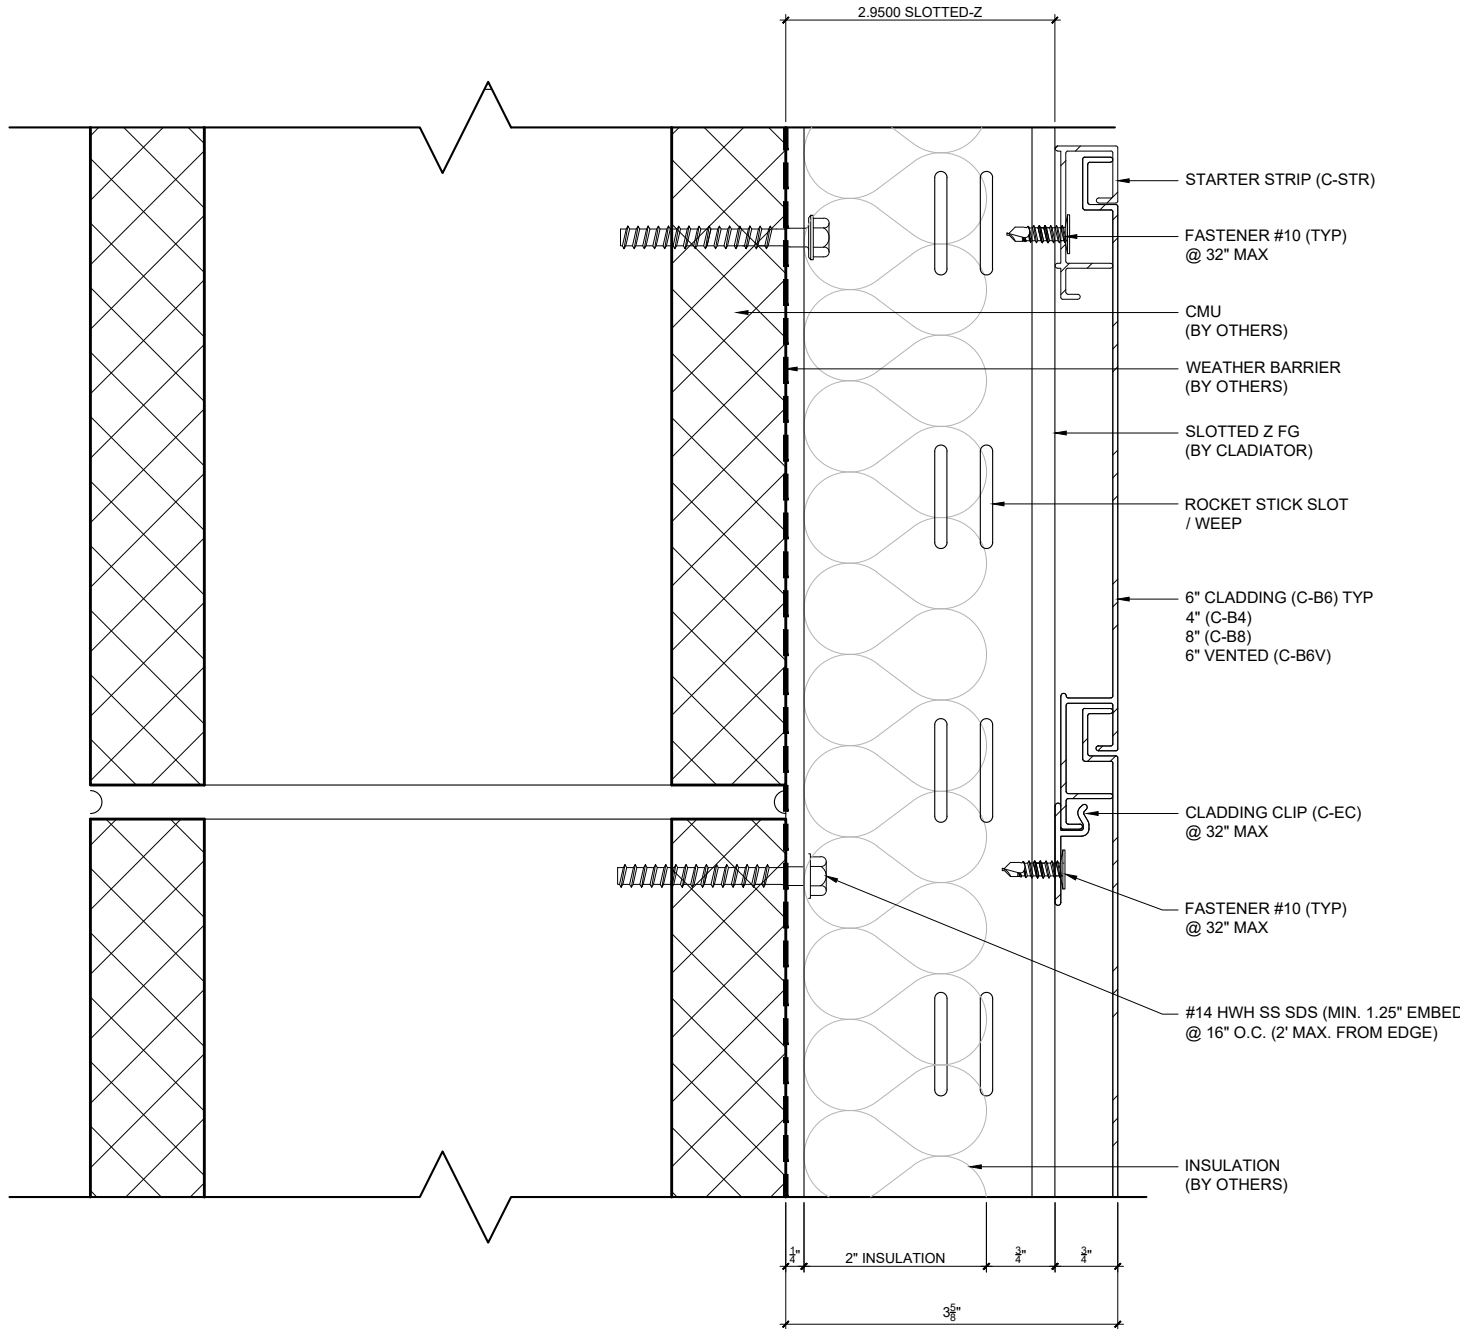 2.9500 SLOTTED-Z
STARTER STRIP (C-STR)
FASTENER #10 (TYP)
@ 32" MAX
CMU
(BY OTHERS)
WEATHER BARRIER
(BY OTHERS)
SLOTTED Z FG
(BY CLADIATOR)
ROCKET STICK SLOT
/ WEEP
6" CLADDING (C-B6) TYP
4" (C-B4)
8" (C-B8)
6" VENTED (C-B6V)
CLADDING CLIP (C-EC)
@ 32" MAX
FASTENER #10 (TYP)
@ 32" MAX
#14 HWH SS SDS (MIN. 1.25" EMBED
@ 16" O.C. (2' MAX. FROM EDGE)
INSULATION
(BY OTHERS)
1/4" 2" INSULATION 3/4" 3/4"
3 5/8"